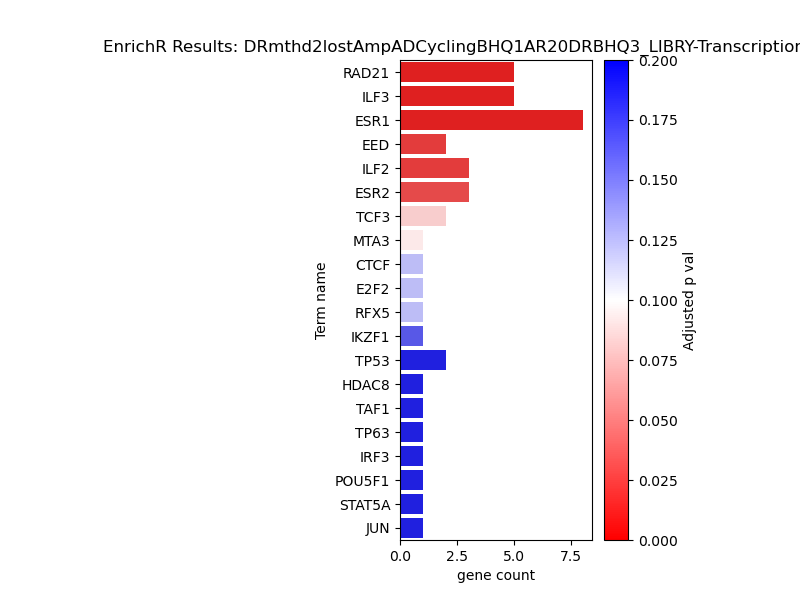 EnrichR Results: DRmthd2lostAmpADCyclingBHQ1AR20DRBHQ3_LIBRY-Transcription
RAD21
ILF3
ESR1
EED
ILF2
ESR2
TCF3
MTA3
CTCF
E2F2
RFX5
IKZF1
TP53
HDAC8
TAF1
TP63
IRF3
POU5F1
STAT5A
JUN
Term name
0.0 2.5 5.0 7.5
gene count
0.200
0.175
0.150
0.125
0.100
0.075
0.050
0.025
0.000
Adjusted p val